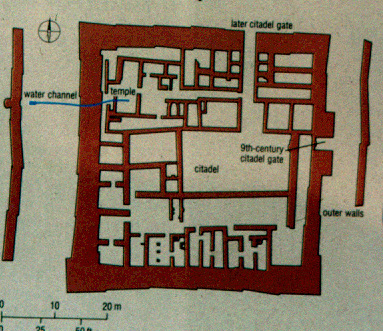 later citadel gate
water channel
temple
9th-century
citadel gate
citadel
outer walls
0 10 20 m
0 25 50 ft